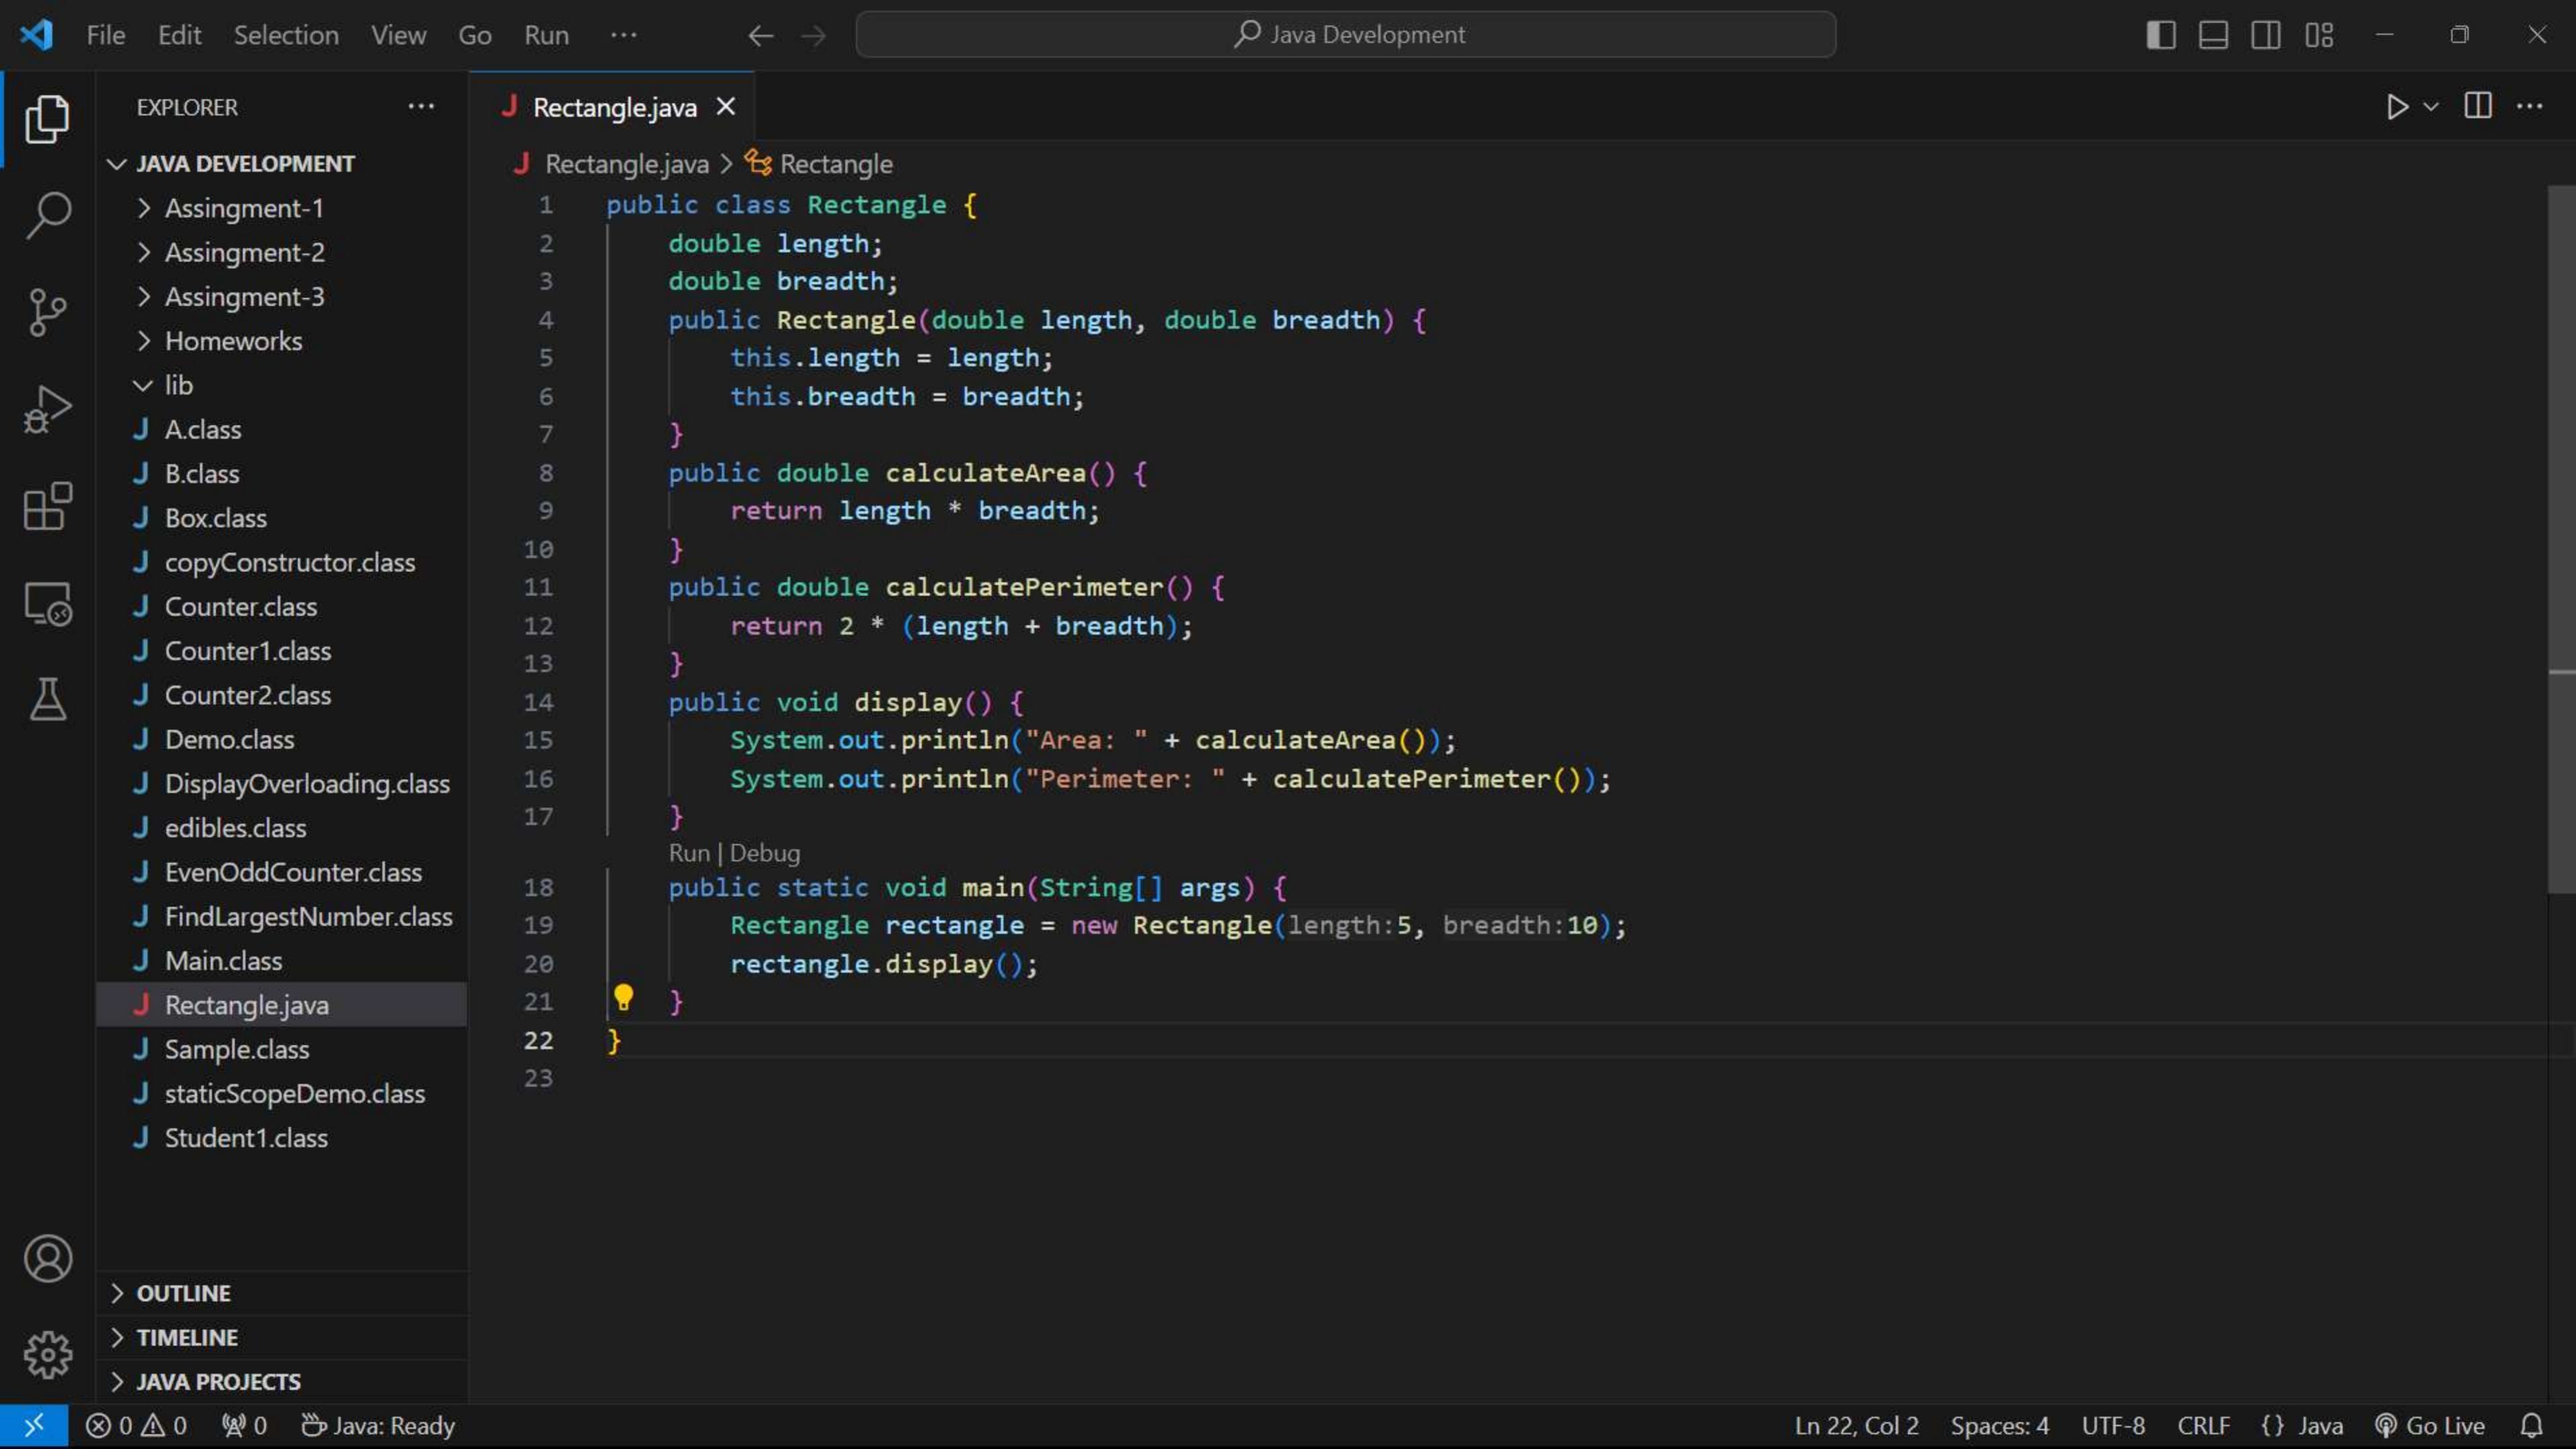 File Edit Selection View Go Run ··· Java Development
EXPLORER ···
JAVA DEVELOPMENT
Assingment-1
Assingment-2
Assingment-3
Homeworks
lib
A.class
B.class
Box.class
copyConstructor.class
Counter.class
Counter1.class
Counter2.class
Demo.class
DisplayOverloading.class
edibles.class
EvenOddCounter.class
FindLargestNumber.class
Main.class
Rectangle.java
Sample.class
staticScopeDemo.class
Student1.class
OUTLINE
TIMELINE
JAVA PROJECTS
Rectangle.java
Rectangle.java > Rectangle
1 public class Rectangle {
2 double length;
3 double breadth;
4 public Rectangle(double length, double breadth) {
5 this.length = length;
6 this.breadth = breadth;
7 }
8 public double calculateArea() {
9 return length * breadth;
10 }
11 public double calculatePerimeter() {
12 return 2 * (length + breadth);
13 }
14 public void display() {
15 System.out.println("Area: " + calculateArea());
16 System.out.println("Perimeter: " + calculatePerimeter());
17 }
Run | Debug
18 public static void main(String[] args) {
19 Rectangle rectangle = new Rectangle(length:5, breadth:10);
20 rectangle.display();
21 }
22 }
23
0 0 0 Java: Ready Ln 22, Col 2 Spaces: 4 UTF-8 CRLF {} Java Go Live